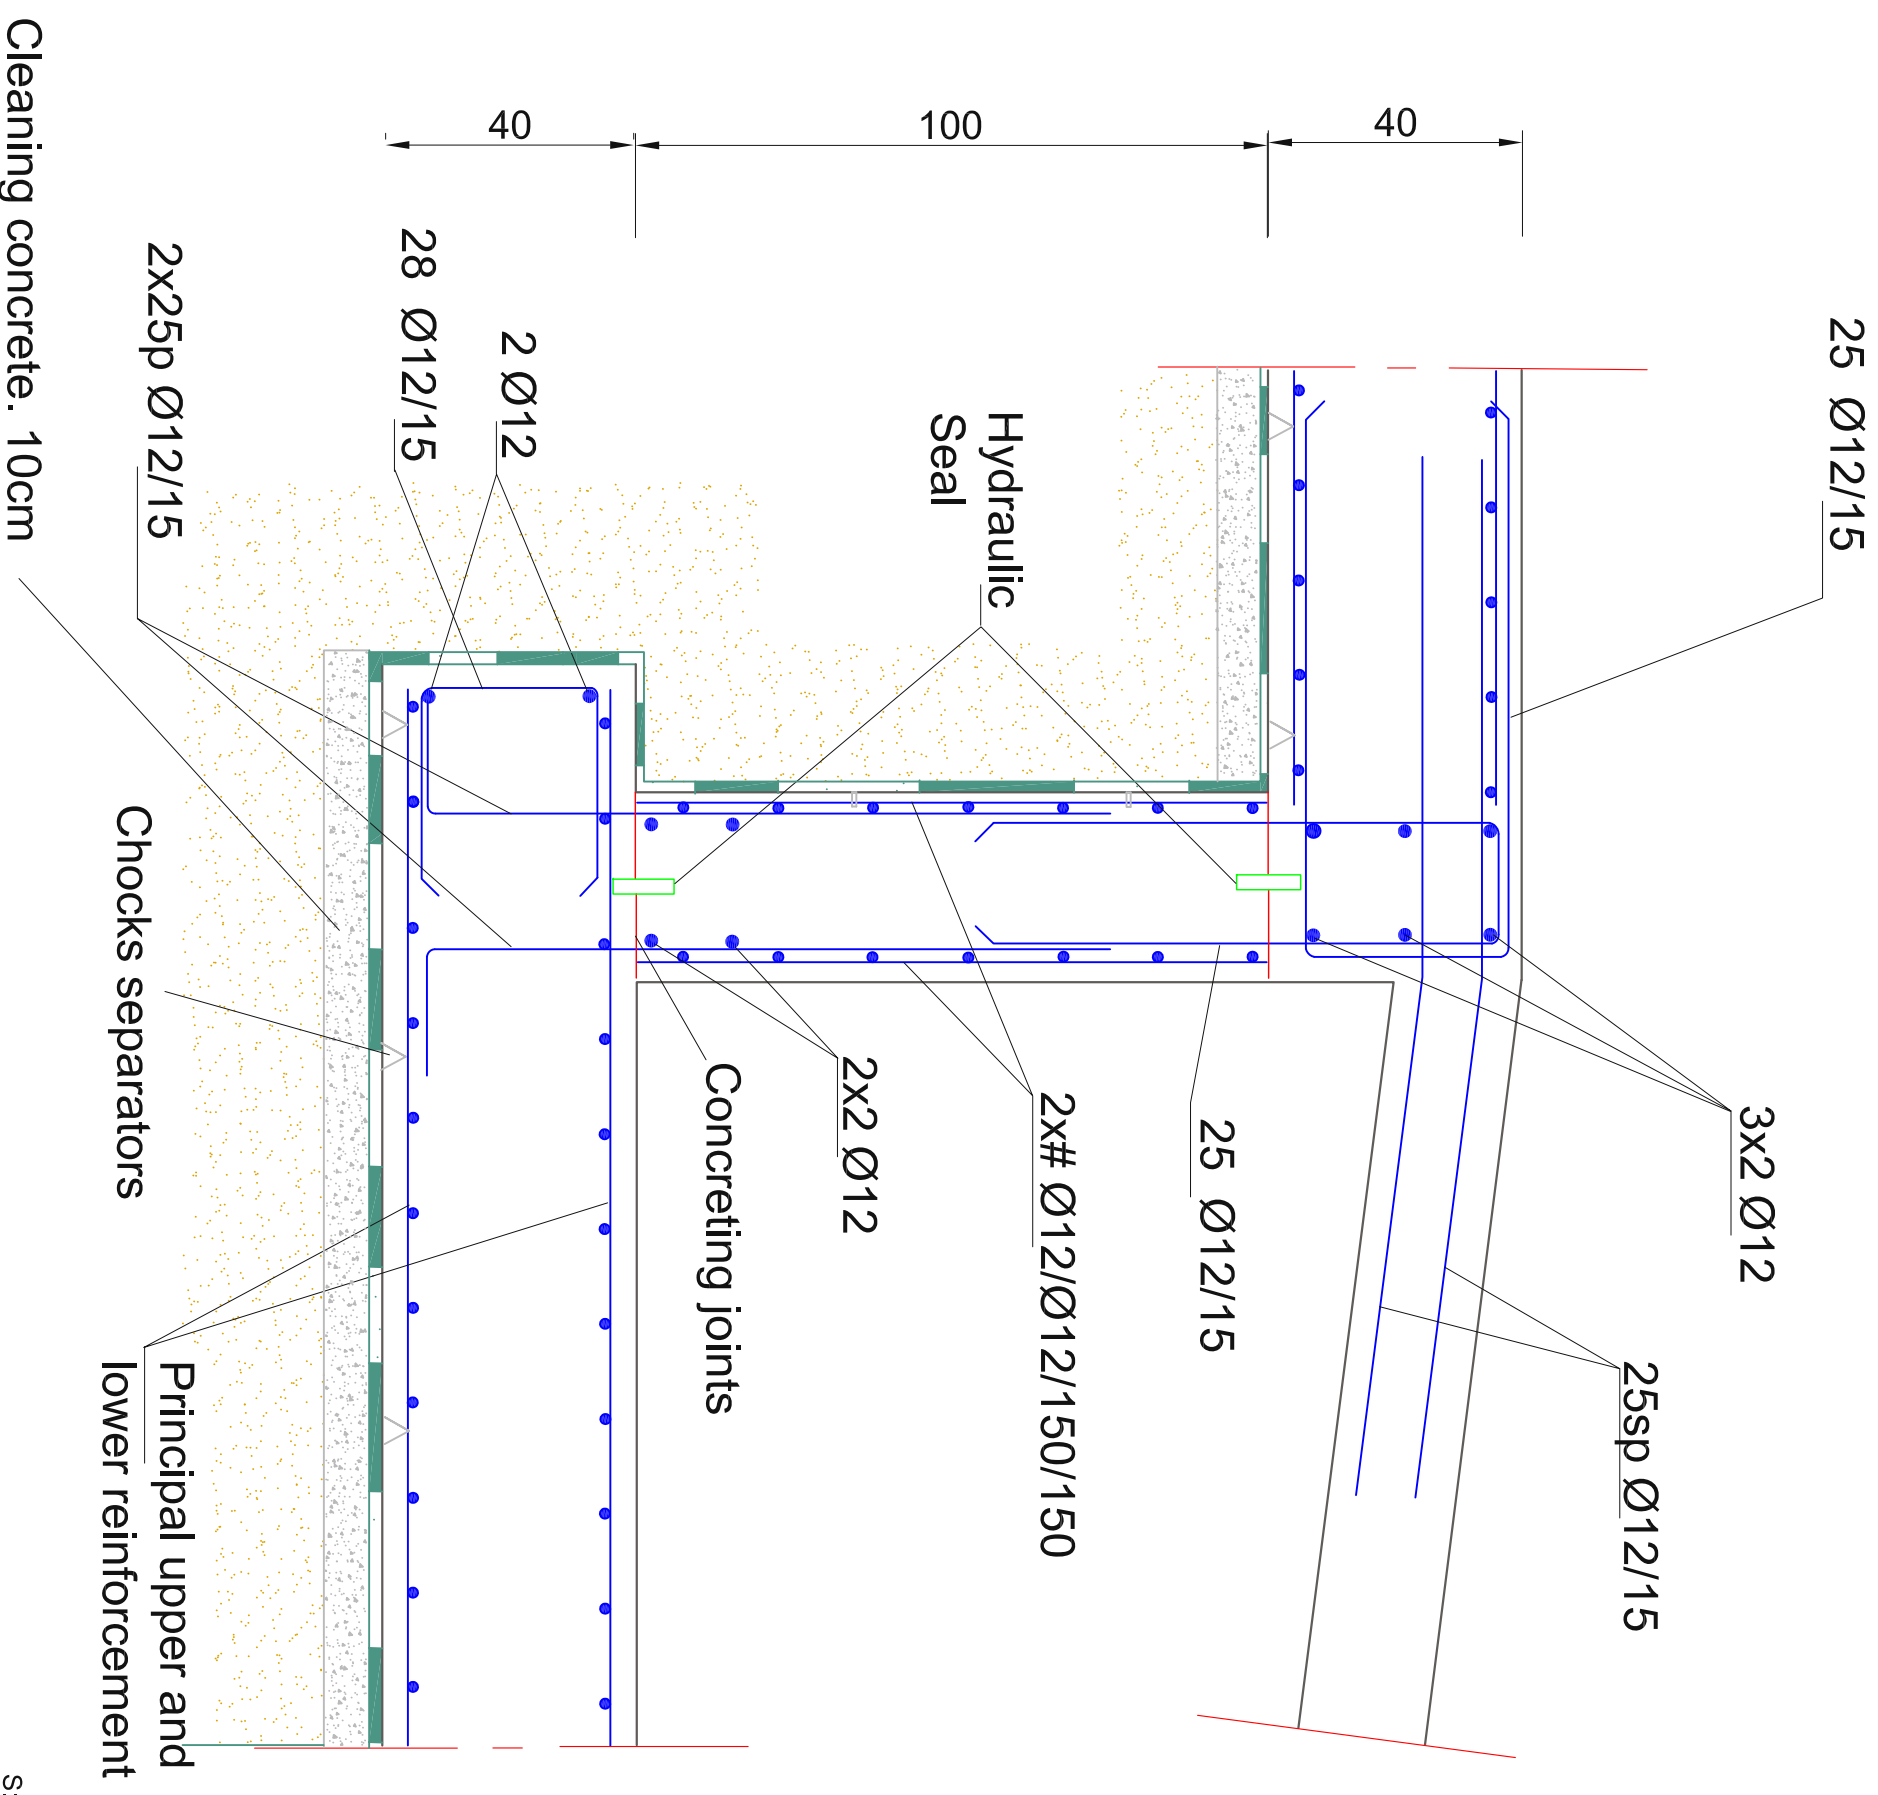 25 Ø12/15
40
100
40
3x2 Ø12
25sp Ø12/15
25 Ø12/15
2x# Ø12/Ø12/150/150
Hydraulic
Seal
2x2 Ø12
Concreting joints
2 Ø12
28 Ø12/15
2x25p Ø12/15
Principal upper and
lower reinforcement
Chocks separators
Cleaning concrete. 10cm